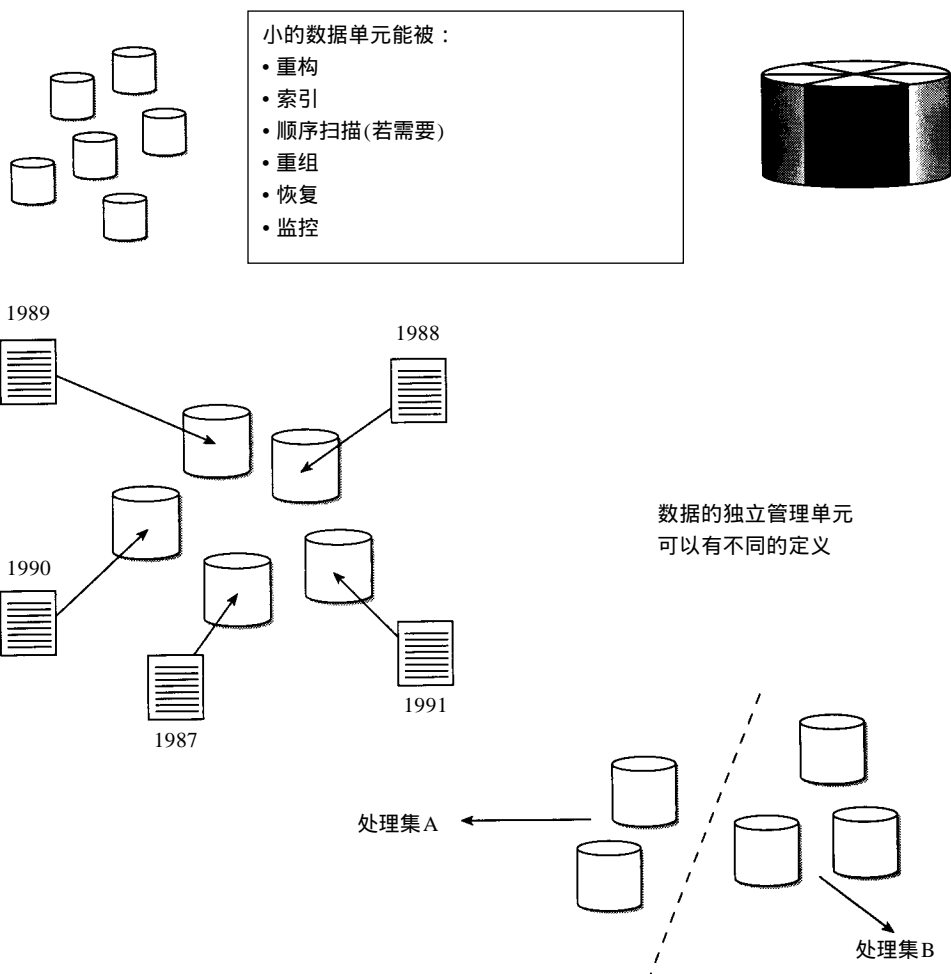 小的数据单元能被：
•重构
•索引
•顺序扫描(若需要)
•重组
•恢复
•监控
1989
1988
数据的独立管理单元
可以有不同的定义
1990
1991
1987
处理集A
处理集B